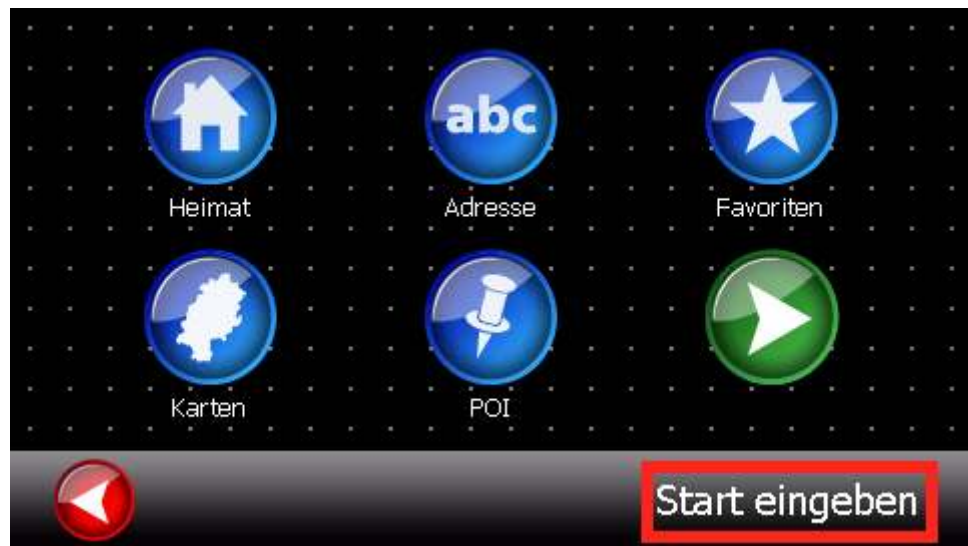 abc
Heimat
Adresse
Favoriten
Karten
POI
Start eingeben